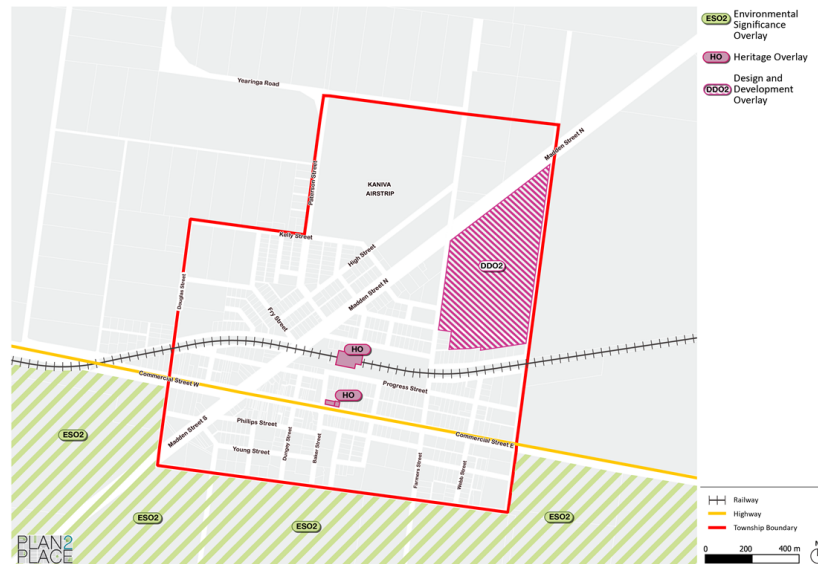 ESO2 Environmental
Significance
Overlay
HO Heritage Overlay
DDO2 Design and
Development
Overlay
Yearinga Road
Madden Street N
Paterson Street
KANIVA
AIRSTRIP
Kelly Street
High Street
DDO2
Douglas Street
Madden Street N
Fry Street
HO
Commercial Street W
Progress Street
HO
Madden Street S
Phillips Street
Commercial Street E
ESO2
Young Street
Dungey Street
Baker Street
Farmers Street
Webb Street
ESO2
ESO2
ESO2
Railway
Highway
Township Boundary
PLAN2
PLACE
0 200 400 m
N